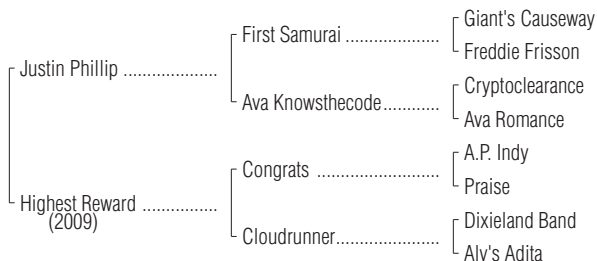 Giant's Causeway
First Samurai ......................
Freddie Frisson
Justin Phillip ...................
Cryptoclearance
Ava Knowsthecode.............
Ava Romance
A.P. Indy
Congrats ............................
Praise
Highest Reward ................
(2009)
Dixieland Band
Cloudrunner........................
Aly's Adita